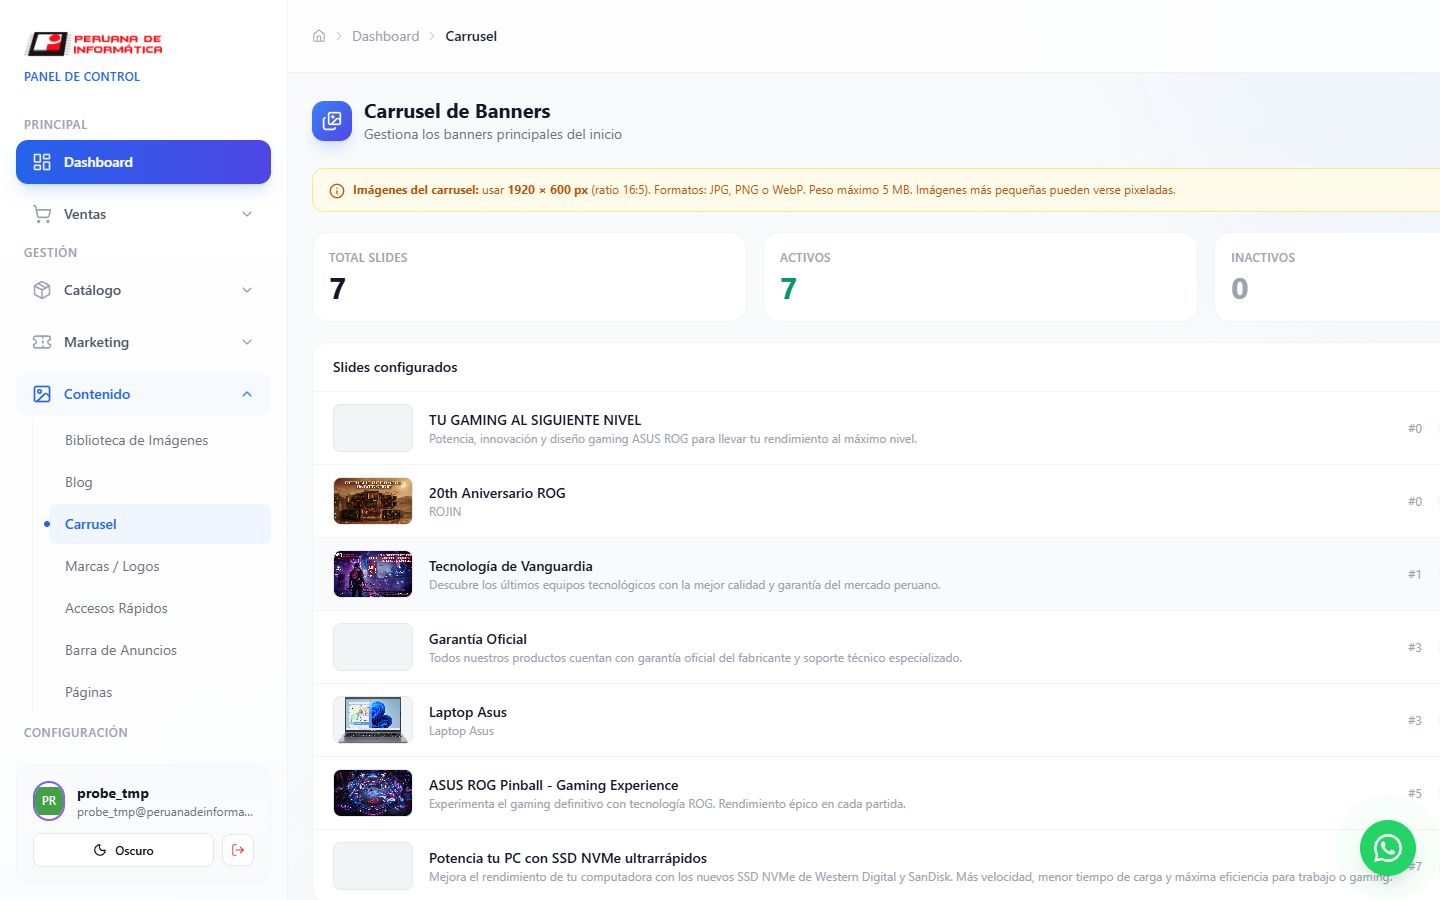 PERUANA DE
INFORMÁTICA
PANEL DE CONTROL
PRINCIPAL
Dashboard
Ventas
GESTIÓN
Catálogo
Marketing
Contenido
Biblioteca de Imágenes
Blog
Carrusel
Marcas / Logos
Accesos Rápidos
Barra de Anuncios
Páginas
CONFIGURACIÓN
PR
probe_tmp
probe_tmp@peruanadeinforma...
Oscuro
Dashboard
Carrusel
Carrusel de Banners
Gestiona los banners principales del inicio
Imágenes del carrusel: usar 1920 × 600 px (ratio 16:5). Formatos: JPG, PNG o WebP. Peso máximo 5 MB. Imágenes más pequeñas pueden verse pixeladas.
TOTAL SLIDES
7
ACTIVOS
7
INACTIVOS
0
Slides configurados
TU GAMING AL SIGUIENTE NIVEL
Potencia, innovación y diseño gaming ASUS ROG para llevar tu rendimiento al máximo nivel.
#0
20th Aniversario ROG
ROJIN
#0
Tecnología de Vanguardia
Descubre los últimos equipos tecnológicos con la mejor calidad y garantía del mercado peruano.
#1
Garantía Oficial
Todos nuestros productos cuentan con garantía oficial del fabricante y soporte técnico especializado.
#3
Laptop Asus
Laptop Asus
#3
ASUS ROG Pinball - Gaming Experience
Experimenta el gaming definitivo con tecnología ROG. Rendimiento épico en cada partida.
#5
Potencia tu PC con SSD NVMe ultrarrápidos
Mejora el rendimiento de tu computadora con los nuevos SSD NVMe de Western Digital y SanDisk. Más velocidad, menor tiempo de carga y máxima eficiencia para trabajo o gaming.
#7